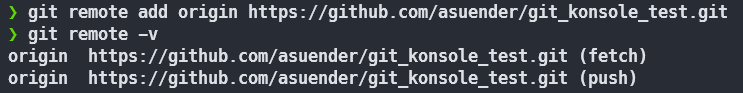 ❯ git remote add origin https://github.com/asuender/git_konsole_test.git
❯ git remote -v
origin  https://github.com/asuender/git_konsole_test.git (fetch)
origin  https://github.com/asuender/git_konsole_test.git (push)